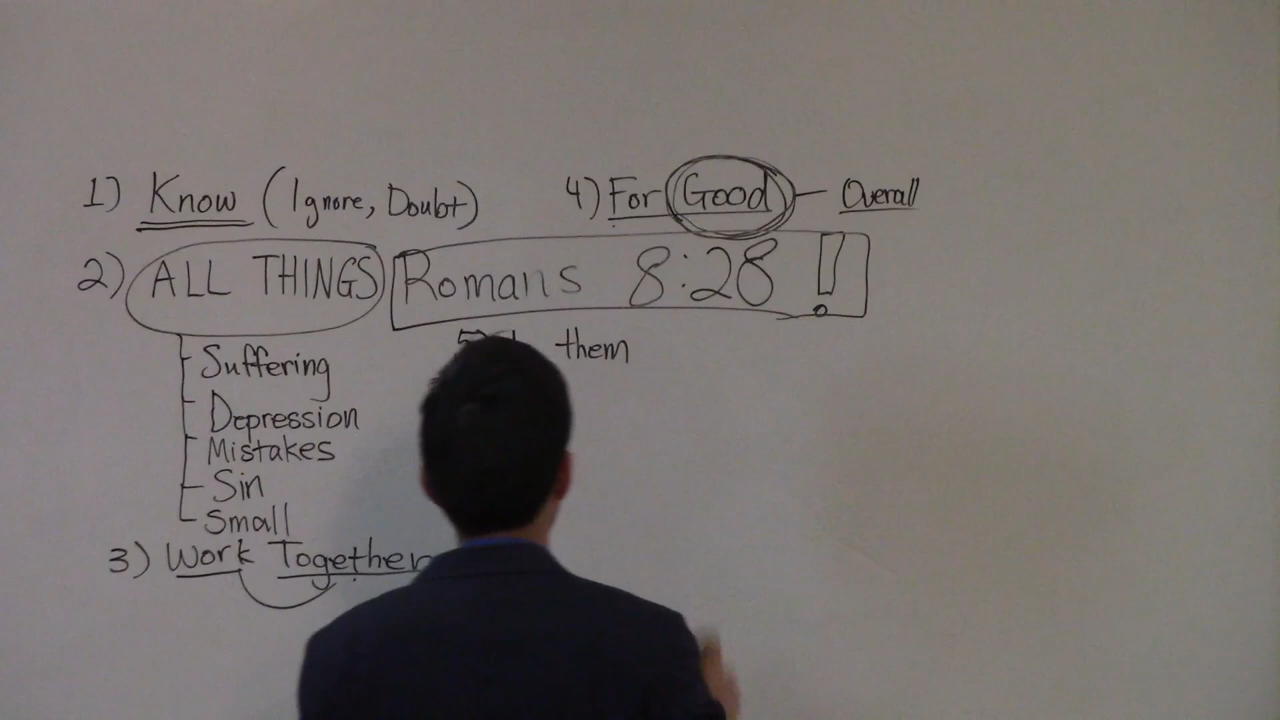 1) Know (Ignore, Doubt)
2) ALL THINGS
Suffering
Depression
Mistakes
Sin
Small
3) Work Together
4) For Good — Overall
Romans 8:28 !
them